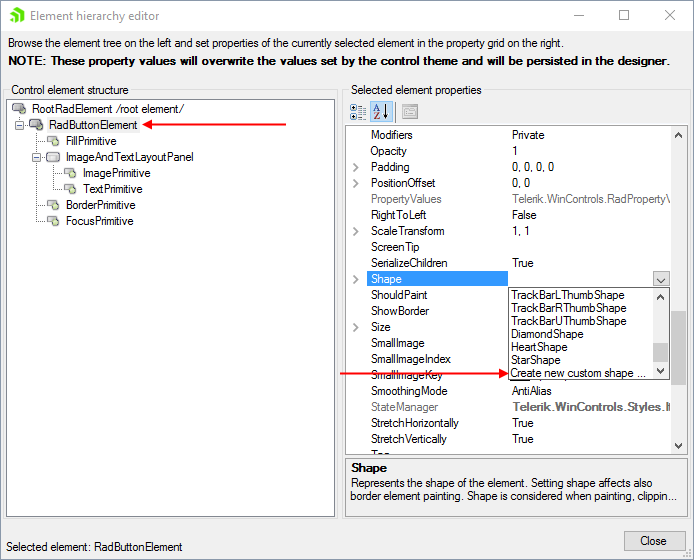 Element hierarchy editor
Browse the element tree on the left and set properties of the currently selected element in the property grid on the right.
NOTE: These property values will overwrite the values set by the control theme and will be persisted in the designer.
Control element structure
RootRadElement /root element/
RadButtonElement
FillPrimitive
ImageAndTextLayoutPanel
ImagePrimitive
TextPrimitive
BorderPrimitive
FocusPrimitive
Selected element properties
Modifiers Private
Opacity 1
Padding 0, 0, 0, 0
PositionOffset 0, 0
PropertyValues Telerik.WinControls.RadPropertyV
RightToLeft False
ScaleTransform 1, 1
ScreenTip
SerializeChildren True
Shape
ShouldPaint
ShowBorder
Size
SmallImage
SmallImageIndex
SmallImageKey
TrackBarLThumbShape
TrackBarRThumbShape
TrackBarUThumbShape
DiamondShape
HeartShape
StarShape
Create new custom shape ...
SmoothingMode AntiAlias
StateManager Telerik.WinControls.Styles.It
StretchHorizontally True
StretchVertically True
Shape
Represents the shape of the element. Setting shape affects also
border element painting. Shape is considered when painting, clippin...
Selected element: RadButtonElement
Close